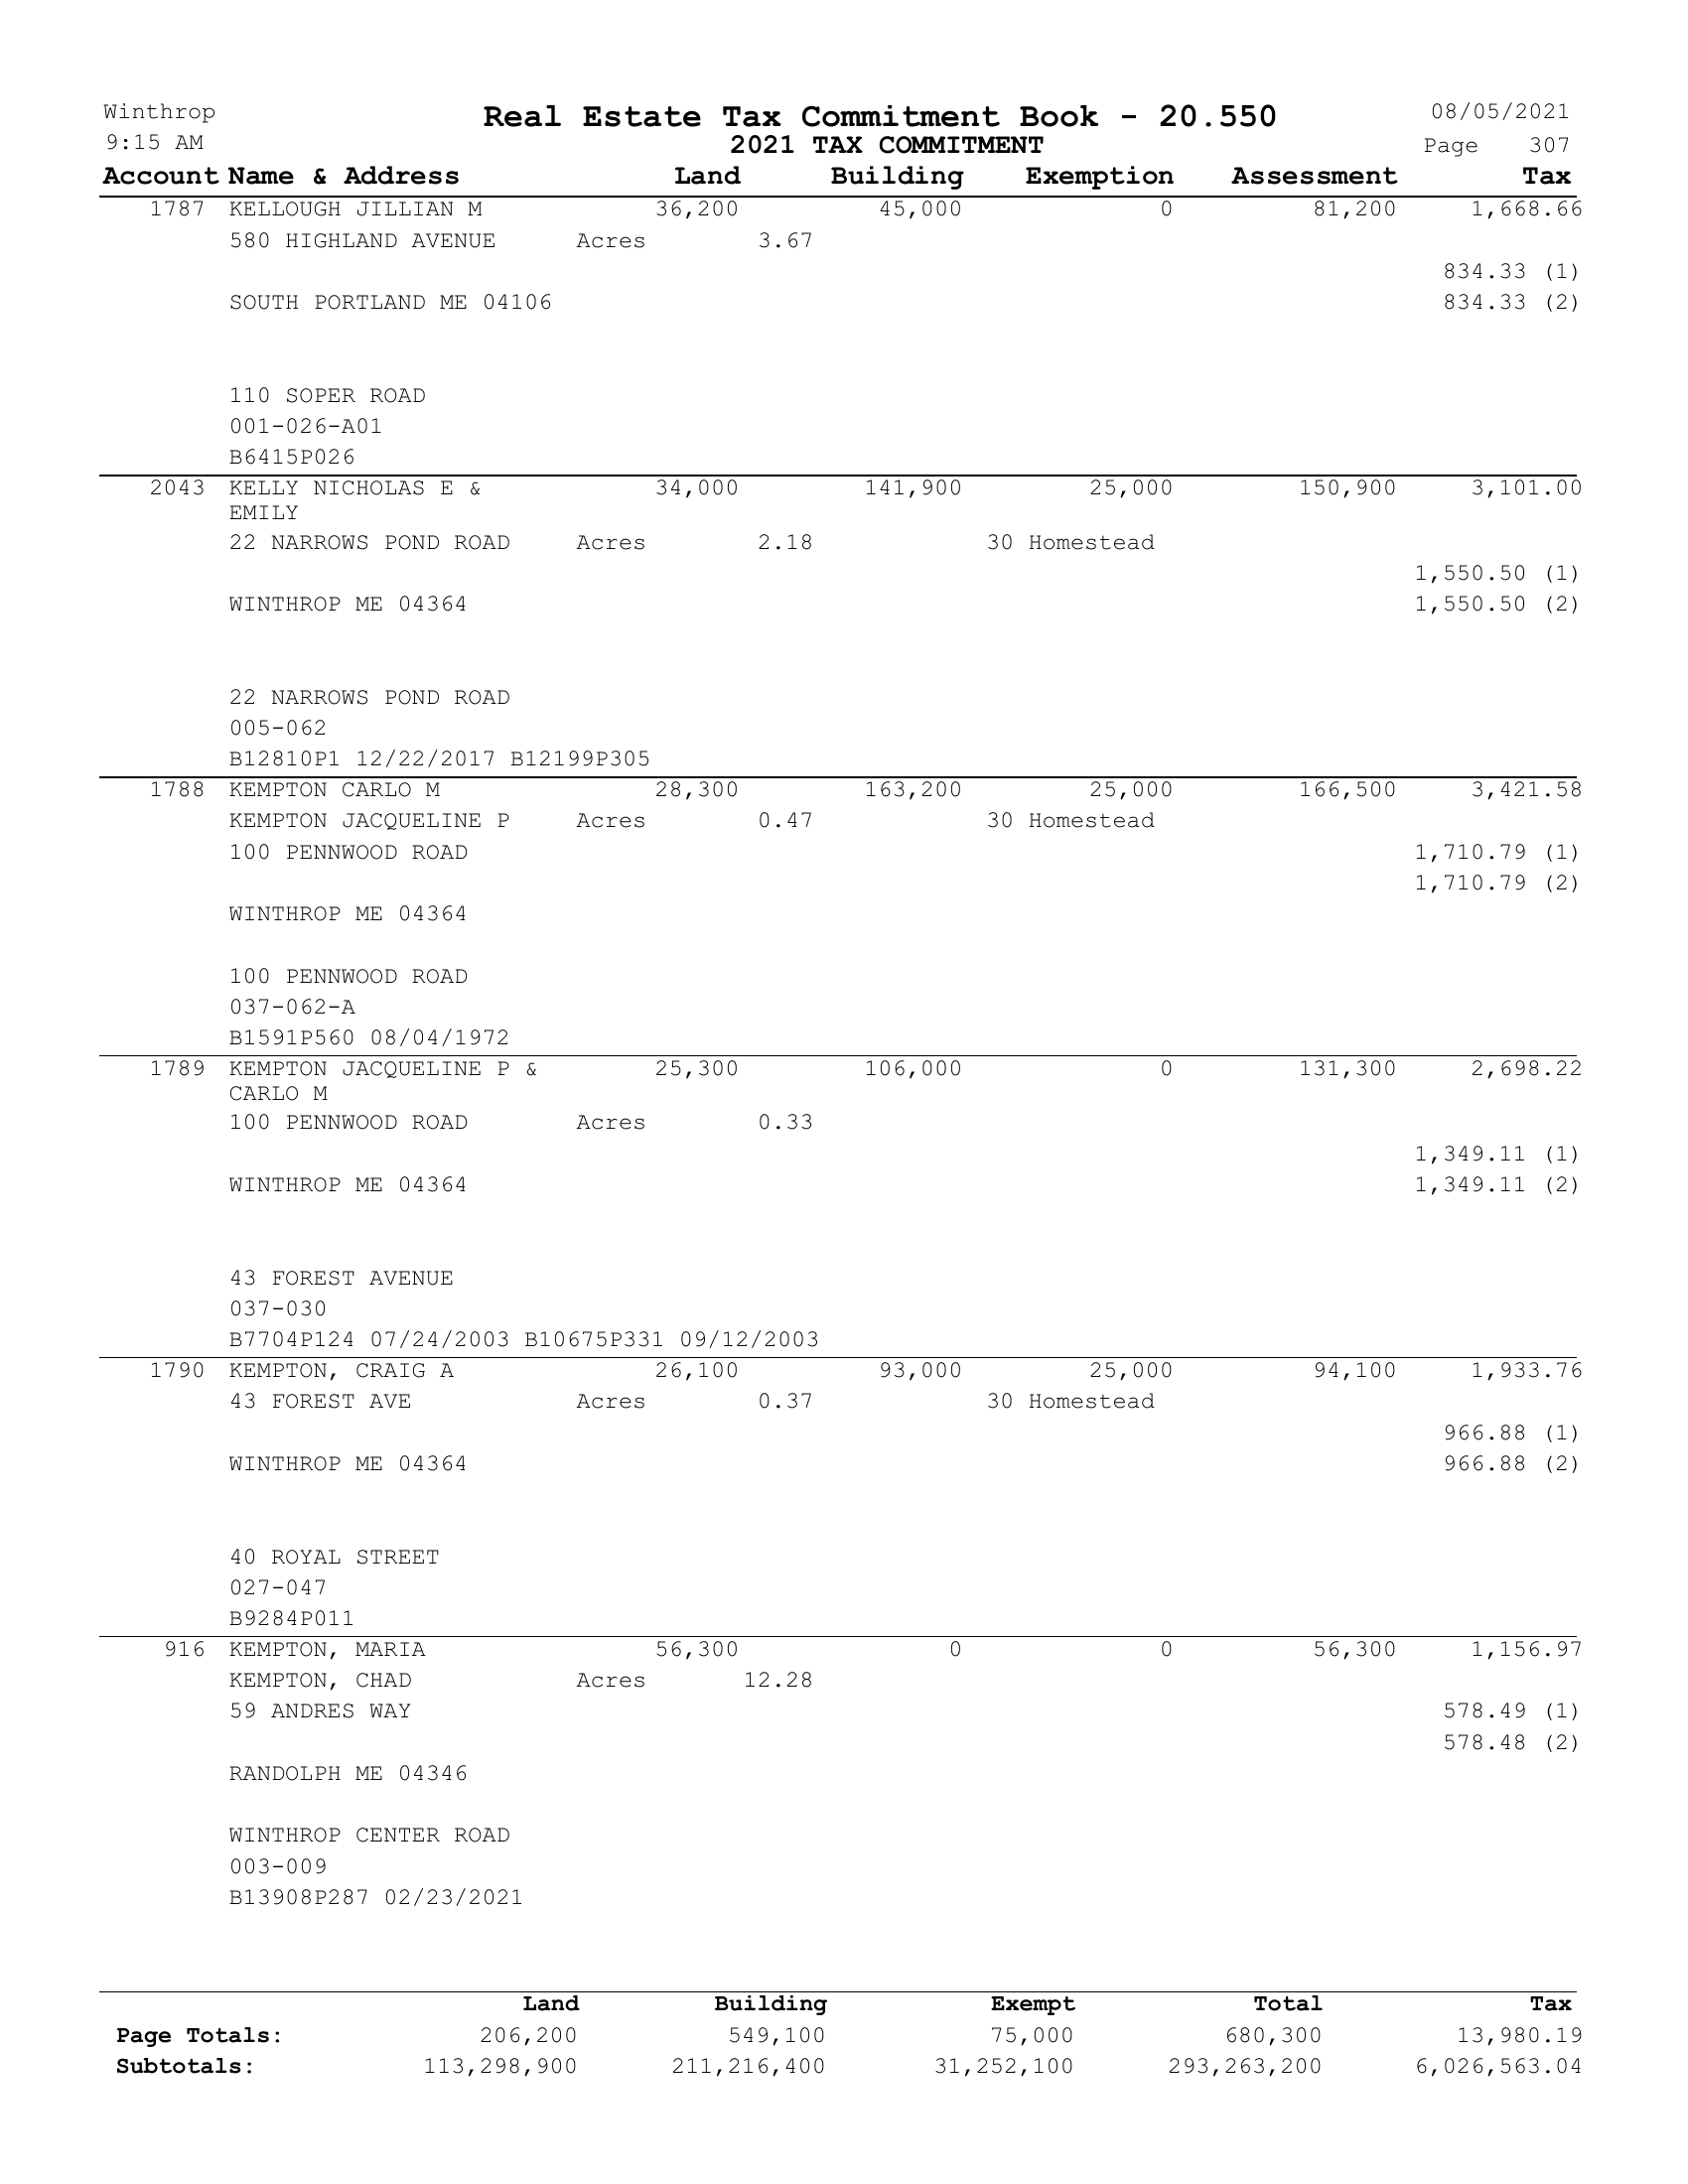 Winthrop Real Estate Tax Commitment Book - 20.550 08/05/2021
9:15 AM 2021 TAX COMMITMENT Page 307
Account Name & Address Land Building Exemption Assessment Tax
1787 KELLOUGH JILLIAN M 36,200 45,000 0 81,200 1,668.66
580 HIGHLAND AVENUE Acres 3.67
834.33 (1)
SOUTH PORTLAND ME 04106 834.33 (2)
110 SOPER ROAD
001-026-A01
B6415P026
2043 KELLY NICHOLAS E & 34,000 141,900 25,000 150,900 3,101.00
EMILY
22 NARROWS POND ROAD Acres 2.18 30 Homestead
1,550.50 (1)
WINTHROP ME 04364 1,550.50 (2)
22 NARROWS POND ROAD
005-062
B12810P1 12/22/2017 B12199P305
1788 KEMPTON CARLO M 28,300 163,200 25,000 166,500 3,421.58
KEMPTON JACQUELINE P Acres 0.47 30 Homestead
100 PENNWOOD ROAD 1,710.79 (1)
1,710.79 (2)
WINTHROP ME 04364
100 PENNWOOD ROAD
037-062-A
B1591P560 08/04/1972
1789 KEMPTON JACQUELINE P & 25,300 106,000 0 131,300 2,698.22
CARLO M
100 PENNWOOD ROAD Acres 0.33
1,349.11 (1)
WINTHROP ME 04364 1,349.11 (2)
43 FOREST AVENUE
037-030
B7704P124 07/24/2003 B10675P331 09/12/2003
1790 KEMPTON, CRAIG A 26,100 93,000 25,000 94,100 1,933.76
43 FOREST AVE Acres 0.37 30 Homestead
966.88 (1)
WINTHROP ME 04364 966.88 (2)
40 ROYAL STREET
027-047
B9284P011
916 KEMPTON, MARIA 56,300 0 0 56,300 1,156.97
KEMPTON, CHAD Acres 12.28
59 ANDRES WAY 578.49 (1)
578.48 (2)
RANDOLPH ME 04346
WINTHROP CENTER ROAD
003-009
B13908P287 02/23/2021
Land Building Exempt Total Tax
Page Totals: 206,200 549,100 75,000 680,300 13,980.19
Subtotals: 113,298,900 211,216,400 31,252,100 293,263,200 6,026,563.04